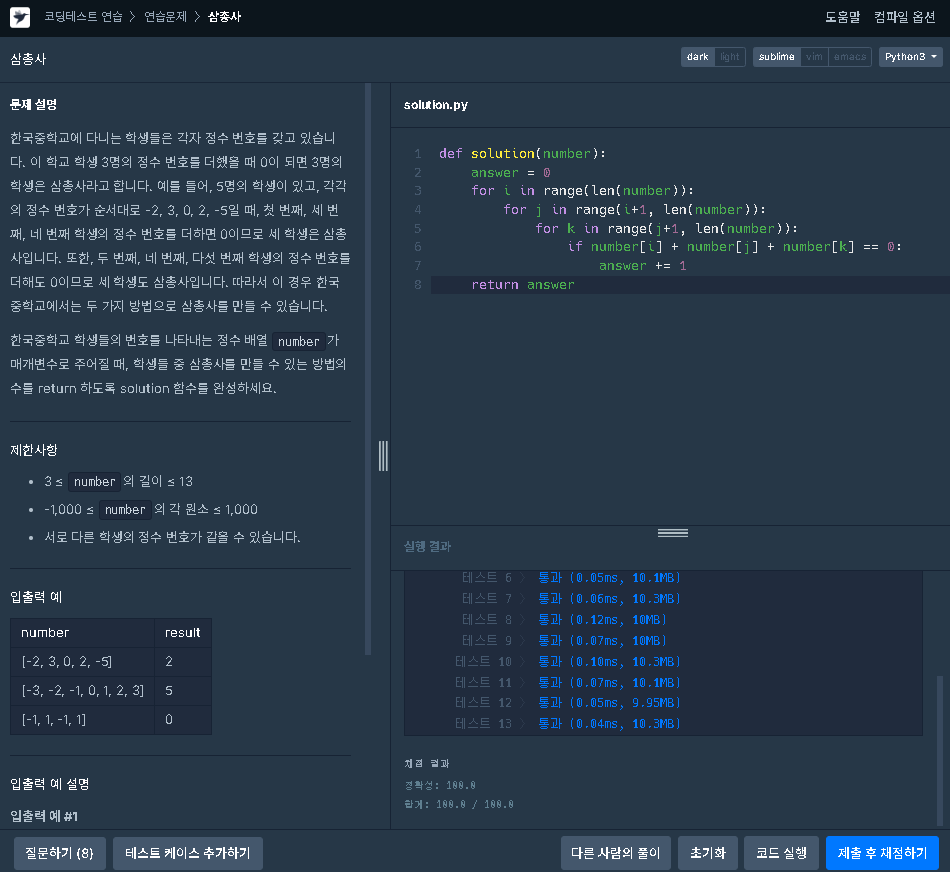 코딩테스트 연습 > 연습문제 > 삼총사
도움말 컴파일 옵션
삼총사
dark light sublime vim emacs Python3
문제 설명
한국중학교에 다니는 학생들은 각자 정수 번호를 갖고 있습니
다. 이 학교 학생 3명의 정수 번호를 더했을 때 0이 되면 3명의
학생은 삼총사라고 합니다. 예를 들어, 5명의 학생이 있고, 각각
의 정수 번호가 순서대로 -2, 3, 0, 2, -5일 때, 첫 번째, 세 번
째, 네 번째 학생의 정수 번호를 더하면 0이므로 세 학생은 삼총
사입니다. 또한, 두 번째, 네 번째, 다섯 번째 학생의 정수 번호를
더해도 0이므로 세 학생도 삼총사입니다. 따라서 이 경우 한국
중학교에서는 두 가지 방법으로 삼총사를 만들 수 있습니다.
한국중학교 학생들의 번호를 나타내는 정수 배열 number 가
매개변수로 주어질 때, 학생들 중 삼총사를 만들 수 있는 방법의
수를 return 하도록 solution 함수를 완성하세요.
제한사항
• 3 ≤ number 의 길이 ≤ 13
• -1,000 ≤ number 의 각 원소 ≤ 1,000
• 서로 다른 학생의 정수 번호가 같을 수 있습니다.
입출력 예
number result
[-2, 3, 0, 2, -5] 2
[-3, -2, -1, 0, 1, 2, 3] 5
[-1, 1, -1, 1] 0
입출력 예 설명
입출력 예 #1
solution.py
1 def solution(number):
2     answer = 0
3     for i in range(len(number)):
4         for j in range(i+1, len(number)):
5             for k in range(j+1, len(number)):
6                 if number[i] + number[j] + number[k] == 0:
7                     answer += 1
8     return answer
실행 결과
테스트 6 > 통과 (0.05ms, 10.1MB)
테스트 7 > 통과 (0.06ms, 10.3MB)
테스트 8 > 통과 (0.12ms, 10MB)
테스트 9 > 통과 (0.07ms, 10MB)
테스트 10 > 통과 (0.10ms, 10.3MB)
테스트 11 > 통과 (0.07ms, 10.1MB)
테스트 12 > 통과 (0.05ms, 9.95MB)
테스트 13 > 통과 (0.04ms, 10.3MB)
채점 결과
정확성: 100.0
합계: 100.0 / 100.0
질문하기 (8) 테스트 케이스 추가하기 다른 사람의 풀이 초기화 코드 실행 제출 후 채점하기